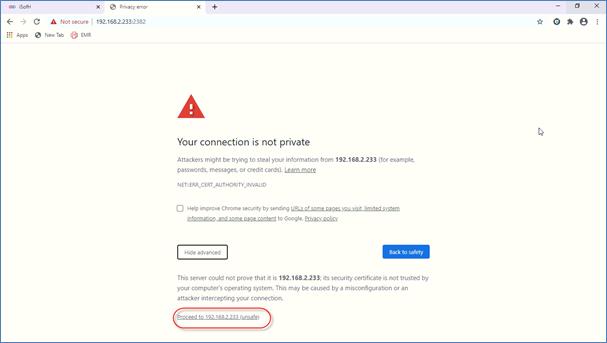 iSofH
Privacy error
Not secure
192.168.2.233:2382
Apps
New Tab
EMR
Your connection is not private
Attackers might be trying to steal your information from 192.168.2.233 (for example,
passwords, messages, or credit cards). Learn more
NET::ERR_CERT_AUTHORITY_INVALID
Help improve Chrome security by sending URLs of some pages you visit, limited system
information, and some page content to Google. Privacy policy
Hide advanced
Back to safety
This server could not prove that it is 192.168.2.233; its security certificate is not trusted by
your computer's operating system. This may be caused by a misconfiguration or an
attacker intercepting your connection.
Proceed to 192.168.2.233 (unsafe)